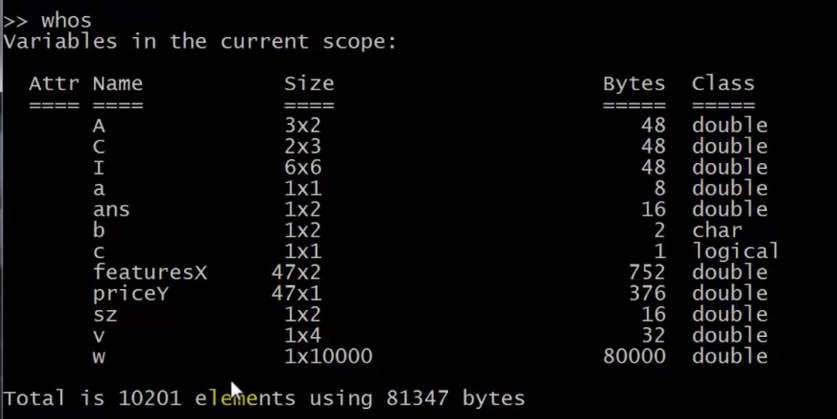 >> whos
Variables in the current scope:
Attr Name Size Bytes Class
==== ==== ==== ===== =====
A 3x2 48 double
C 2x3 48 double
I 6x6 48 double
a 1x1 8 double
ans 1x2 16 double
b 1x2 2 char
c 1x1 1 logical
featuresX 47x2 752 double
priceY 47x1 376 double
sz 1x2 16 double
v 1x4 32 double
w 1x10000 80000 double
Total is 10201 elements using 81347 bytes